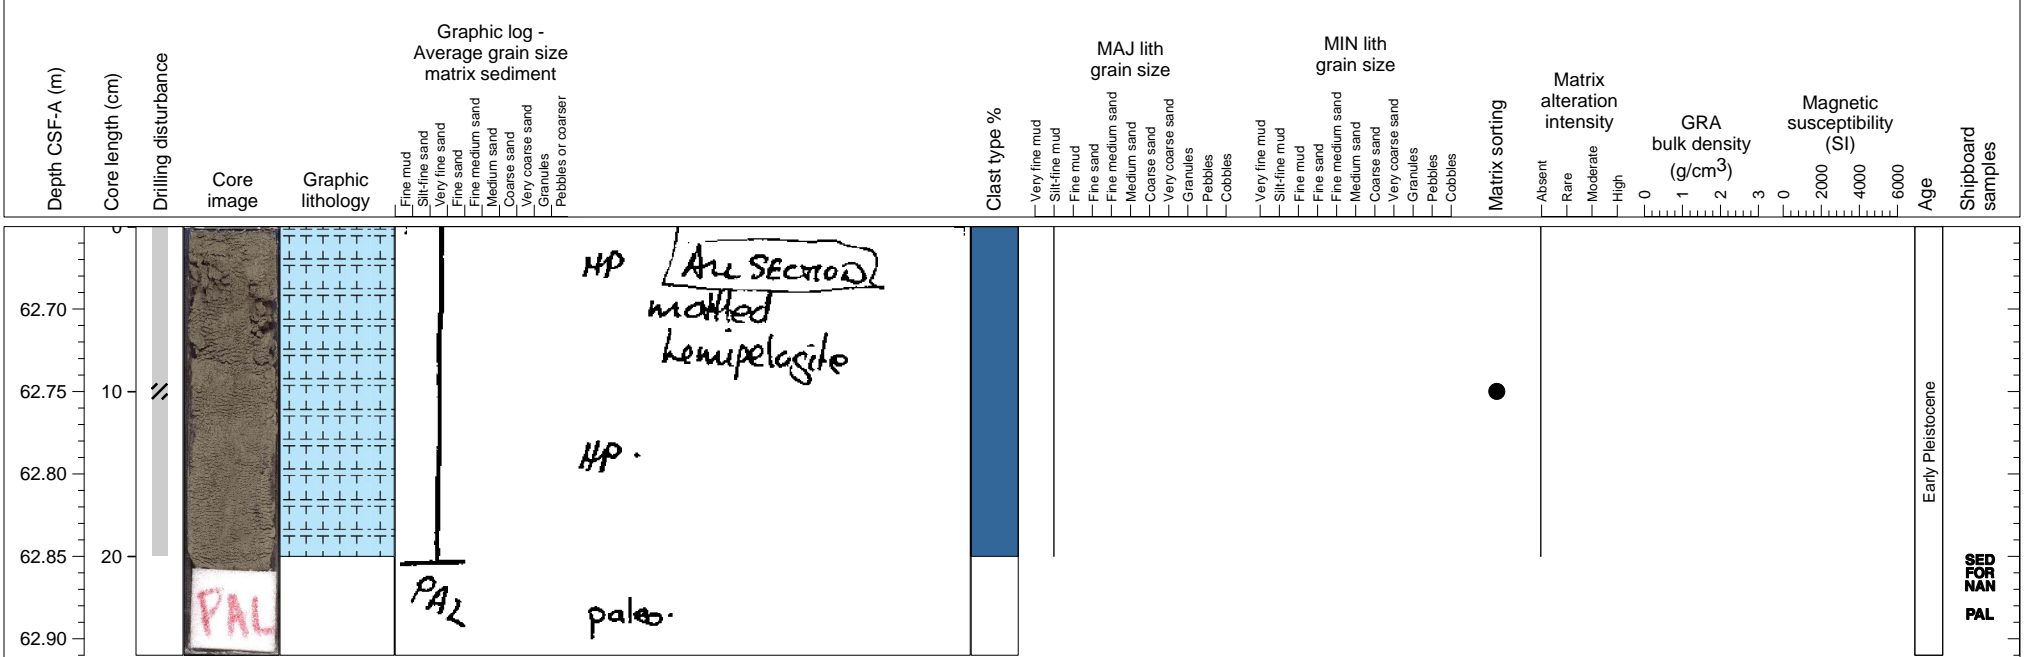 Depth CSF-A (m)
Core length (cm)
Drilling disturbance
Core
image
Graphic
lithology
Graphic log -
Average grain size
matrix sediment
Fine mud
Silt-fine sand
Very fine sand
Fine sand
Fine medium sand
Medium sand
Coarse sand
Very coarse sand
Granules
Pebbles or coarser
Clast type %
MAJ lith
grain size
Very fine mud
Silt-fine mud
Fine mud
Fine sand
Fine medium sand
Medium sand
Coarse sand
Very coarse sand
Granules
Pebbles
Cobbles
MIN lith
grain size
Very fine mud
Silt-fine mud
Fine mud
Fine sand
Fine medium sand
Medium sand
Coarse sand
Very coarse sand
Granules
Pebbles
Cobbles
Matrix sorting
Matrix
alteration
intensity
Absent
Rare
Moderate
High
GRA
bulk density
(g/cm3)
0 1 2 3
Magnetic
susceptibility
(SI)
0 2000 4000 6000
Age
Shipboard
samples
0
62.70
62.75
10
62.80
62.85
20
62.90
HP
ALL SECTION
mottled
hemipelagite
HP.
PAL
paleo.
PAL
Early Pleistocene
SED
FOR
NAN
PAL